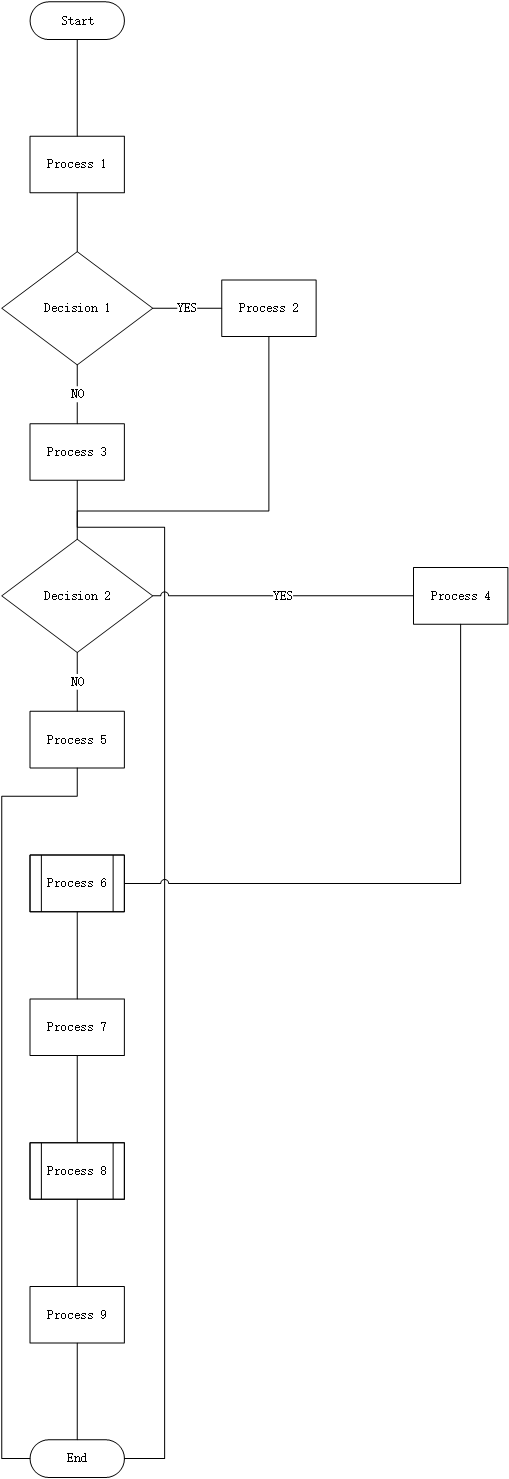 Start
Process 1
Decision 1
YES
Process 2
NO
Process 3
Decision 2
YES
Process 4
NO
Process 5
Process 6
Process 7
Process 8
Process 9
End